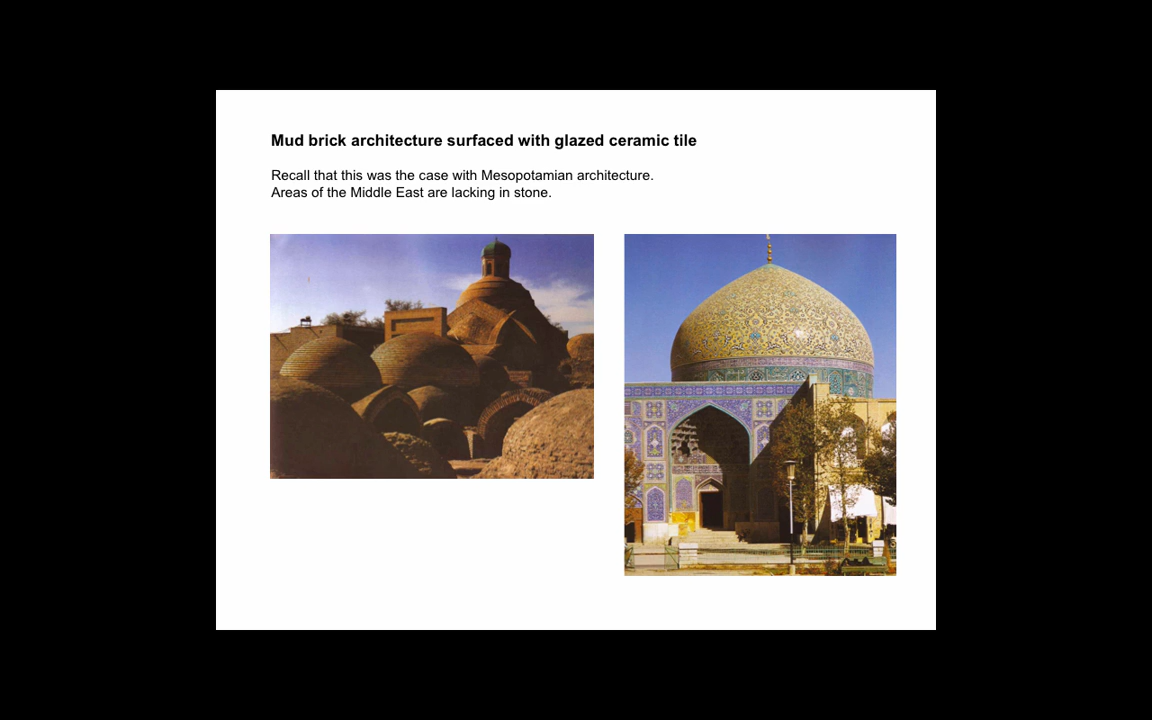 Mud brick architecture surfaced with glazed ceramic tile
Recall that this was the case with Mesopotamian architecture.
Areas of the Middle East are lacking in stone.